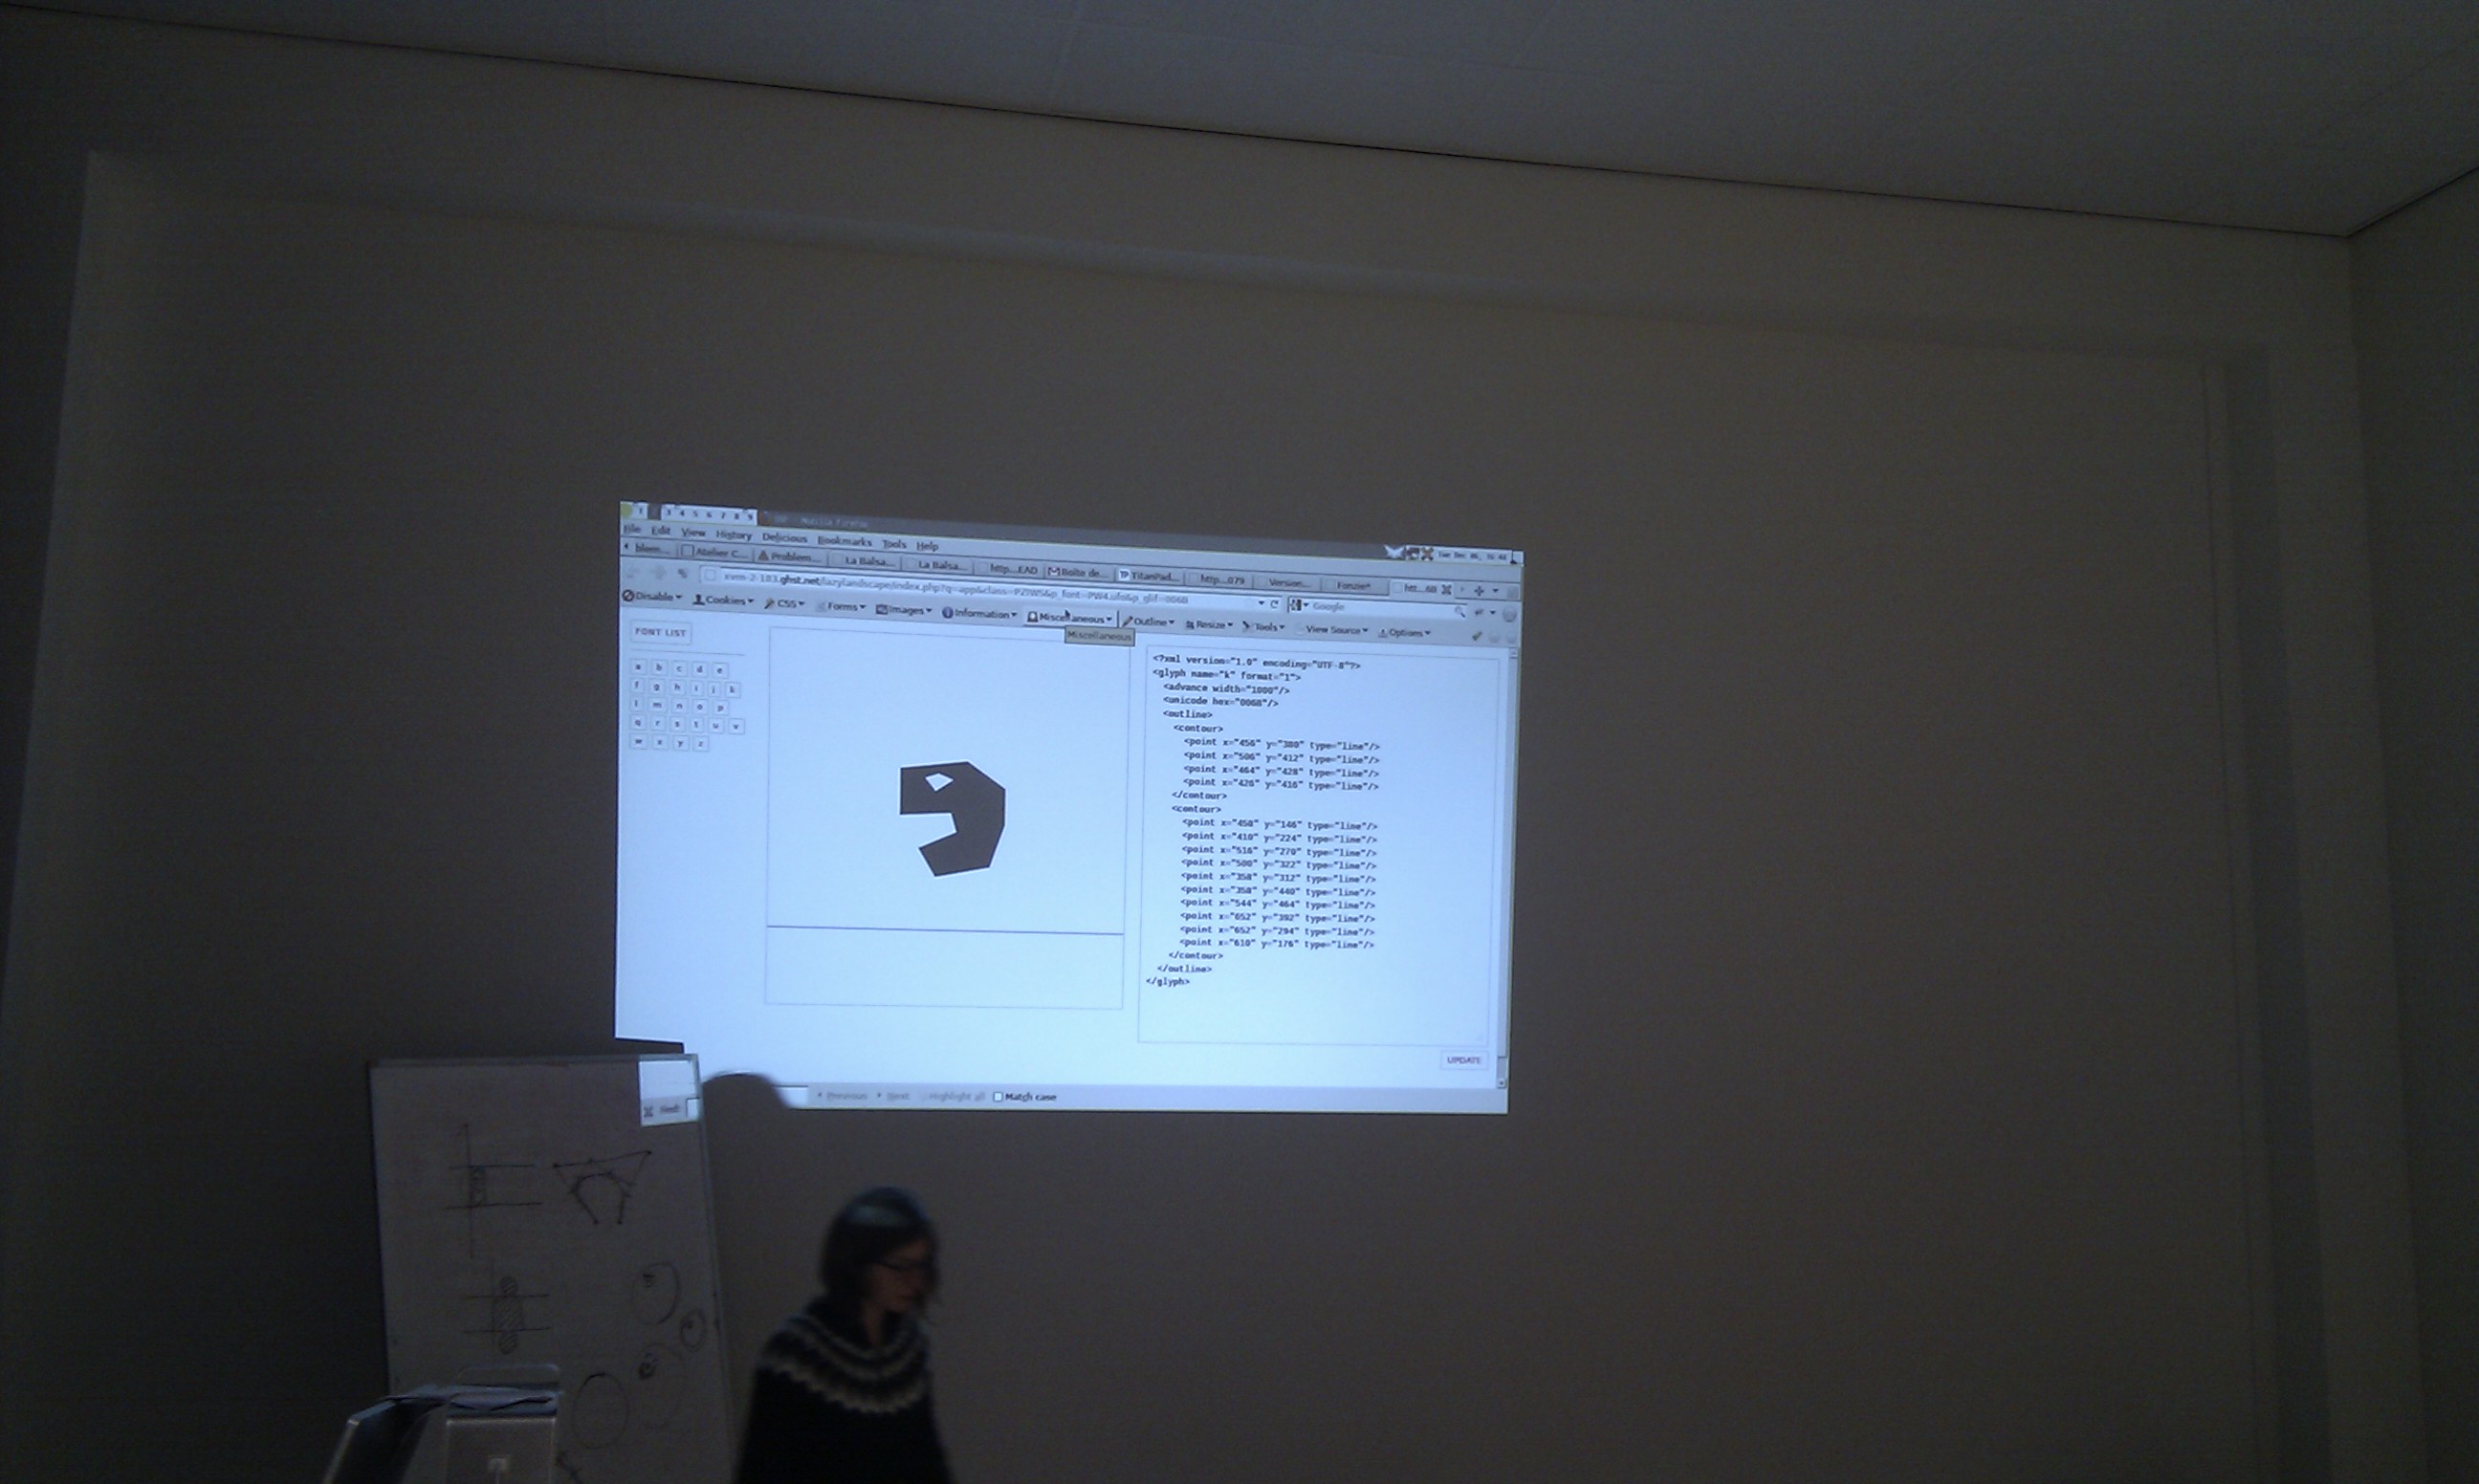 1 3 4 5 6 7 8 9 Mozilla Firefox
File Edit View History Delicious Bookmarks Tools Help Tue Dec 06,
blem... Atelier C... Problem... La Balsa... La Balsa... http...EAD Boîte de... TitanPad... http...079 Version... Fonzie* htt...68
xvm-2-183.ghst.net/lazylandscape/index.php?q=app&class=PZIW5&p_font=PW4.ufo&p_glif=006B Google
Disable Cookies CSS Forms Images Information Miscellaneous Outline Resize Tools View Source Options
Miscellaneous
FONT LIST
a b c d e
f g h i j k
l m n o p
q r s t u v
w x y z
<?xml version="1.0" encoding="UTF-8"?>
<glyph name="k" format="1">
<advance width="1000"/>
<unicode hex="006B"/>
<outline>
<contour>
<point x="456" y="380" type="line"/>
<point x="506" y="412" type="line"/>
<point x="464" y="428" type="line"/>
<point x="426" y="416" type="line"/>
</contour>
<contour>
<point x="458" y="146" type="line"/>
<point x="410" y="224" type="line"/>
<point x="516" y="270" type="line"/>
<point x="500" y="322" type="line"/>
<point x="358" y="312" type="line"/>
<point x="358" y="440" type="line"/>
<point x="544" y="464" type="line"/>
<point x="652" y="392" type="line"/>
<point x="652" y="294" type="line"/>
<point x="610" y="176" type="line"/>
</contour>
</outline>
</glyph>
UPDATE
Find: Previous Next Highlight all Match case